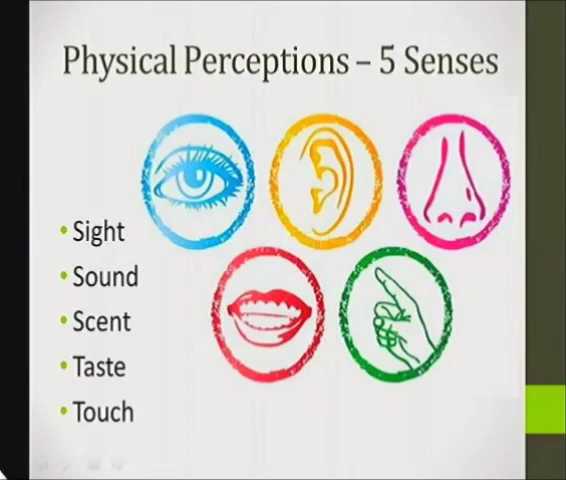 Physical Perceptions – 5 Senses
• Sight
• Sound
• Scent
• Taste
• Touch